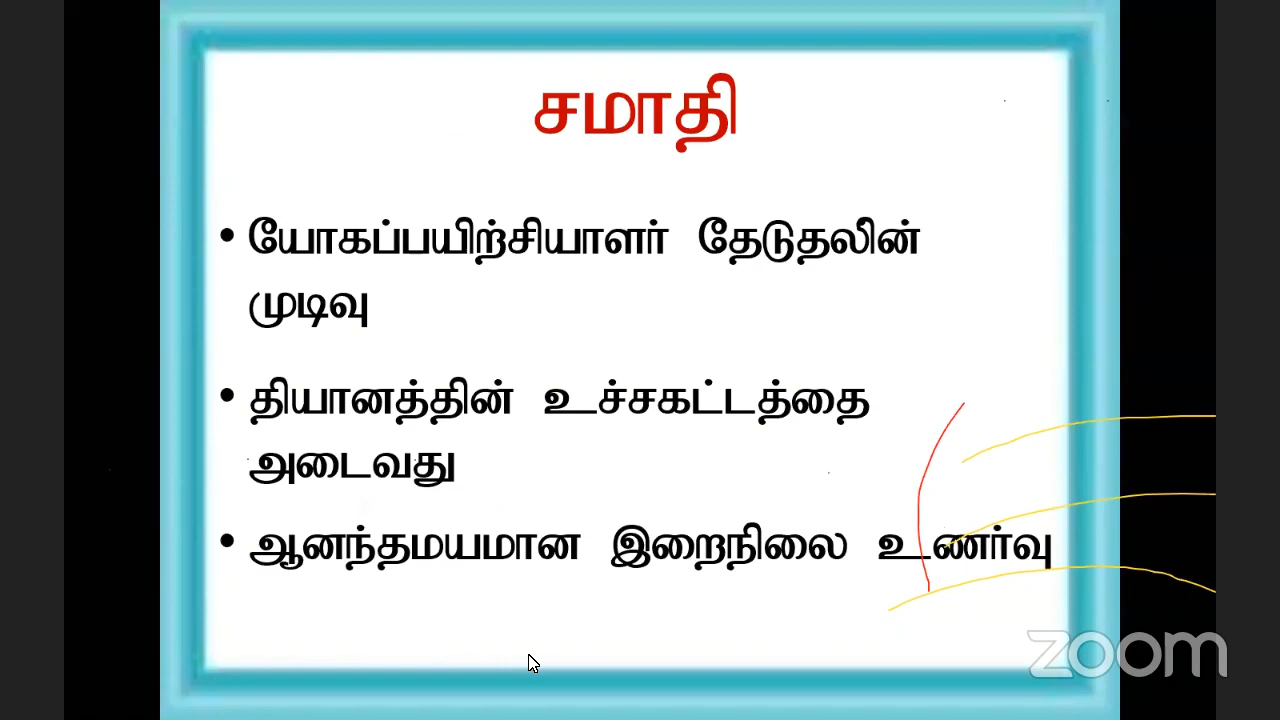 சமாதி
• யோகப்பயிற்சியாளர் தேடுதலின்
முடிவு
• தியானத்தின் உச்சகட்டத்தை
அடைவது
• ஆனந்தமயமான இறைநிலை உணர்வு
zoom